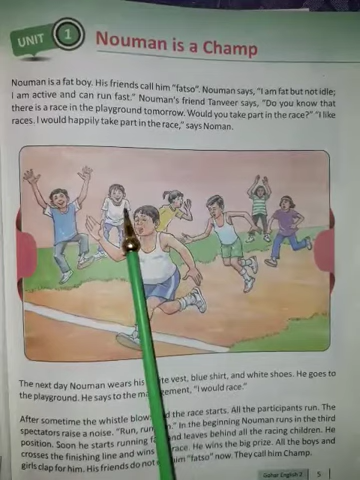 UNIT 1 Nouman is a Champ
Nouman is a fat boy. His friends call him "fatso". Nouman says, "I am fat but not idle;
I am active and can run fast." Nouman's friend Tanveer says, "Do you know that
there is a race in the playground tomorrow. Would you take part in the race?" "I like
races. I would happily take part in the race," says Noman.
The next day Nouman wears his vest, blue shirt, and white shoes. He goes to
the playground. He says to the "I would race."
After sometime the whistle the race starts. All the participants run. The
spectators raise a noise. "Run, In the beginning Nouman runs in the third
position. Soon he starts running and leaves behind all the racing children. He
crosses the finishing line and wins race. He wins the big prize. All the boys and
girls clap for him. His friends do not him "fatso" now. They call him Champ.
Gohar English 2 5